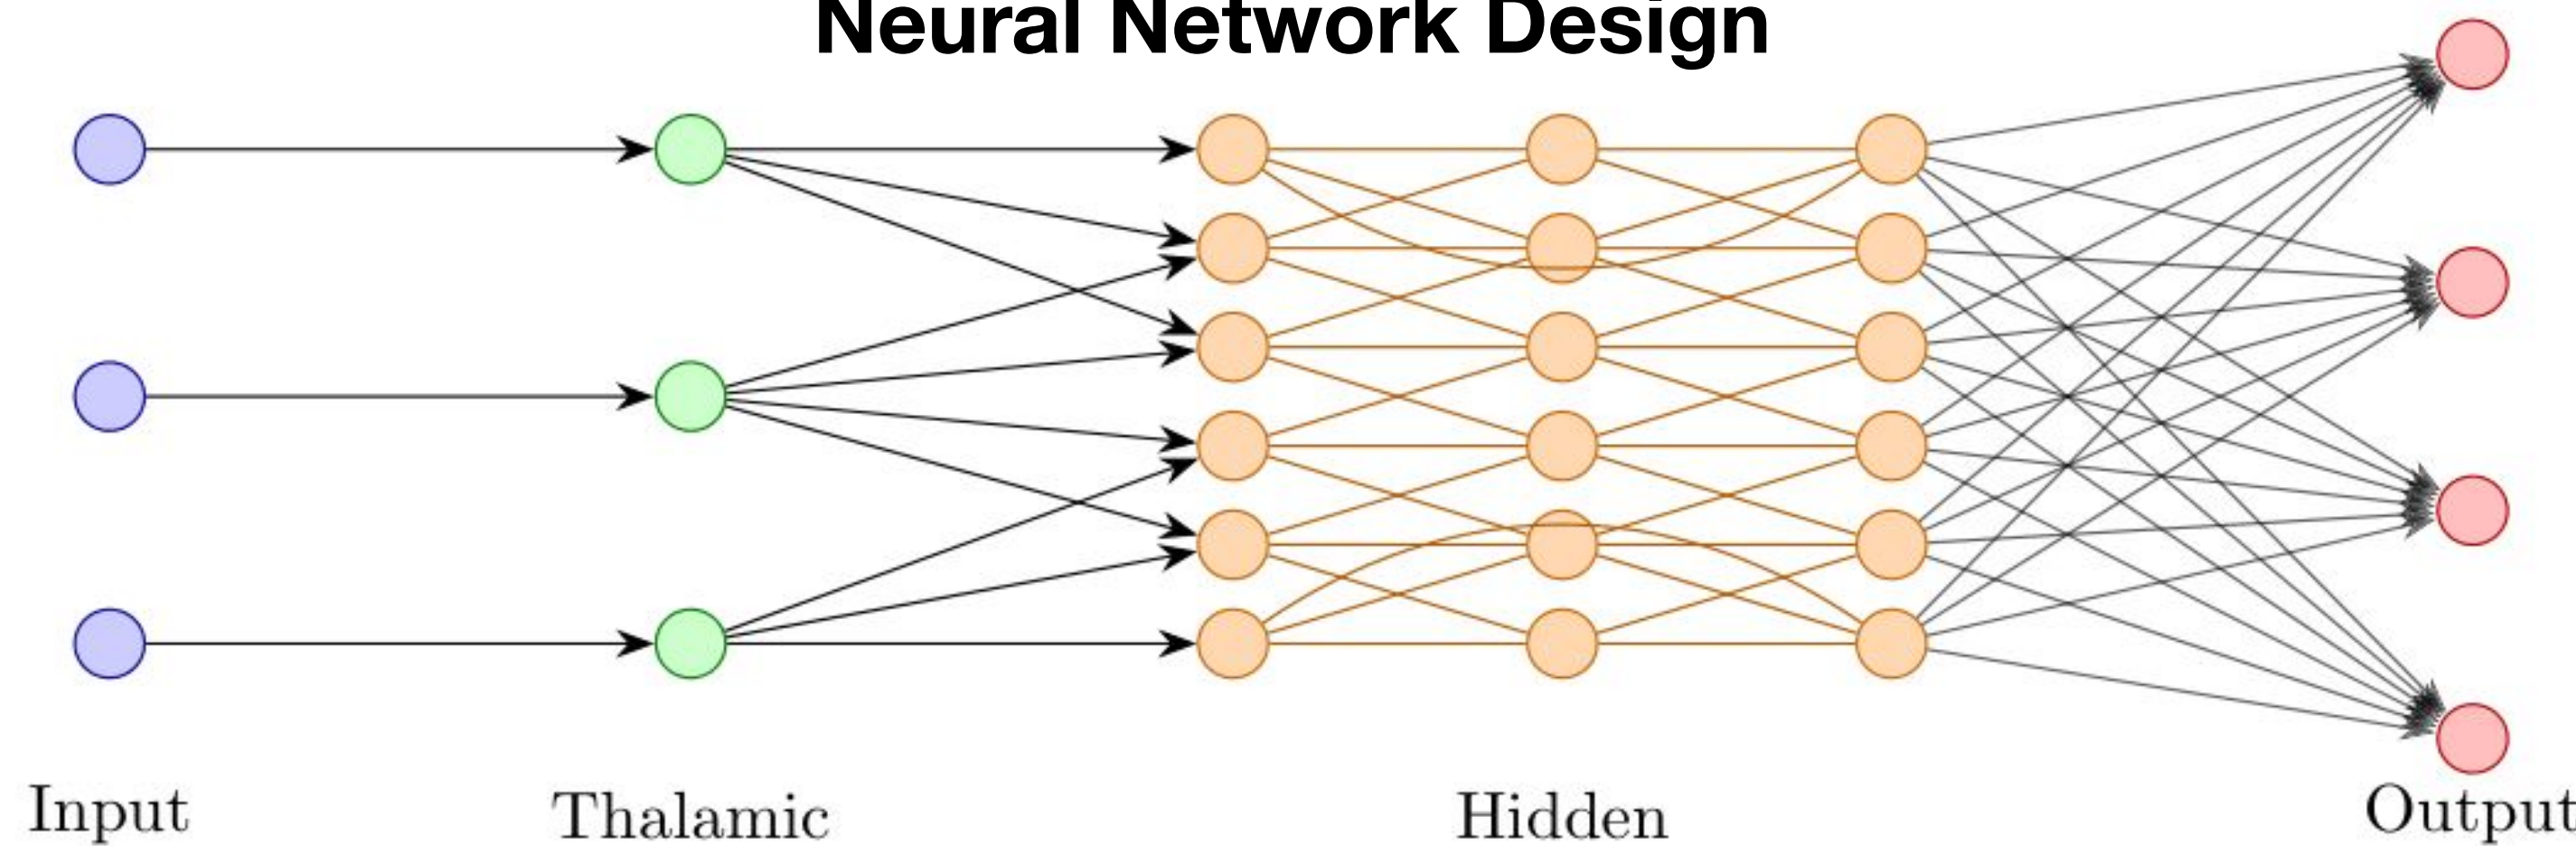 Neural Network Design
Input
Thalamic
Hidden
Output